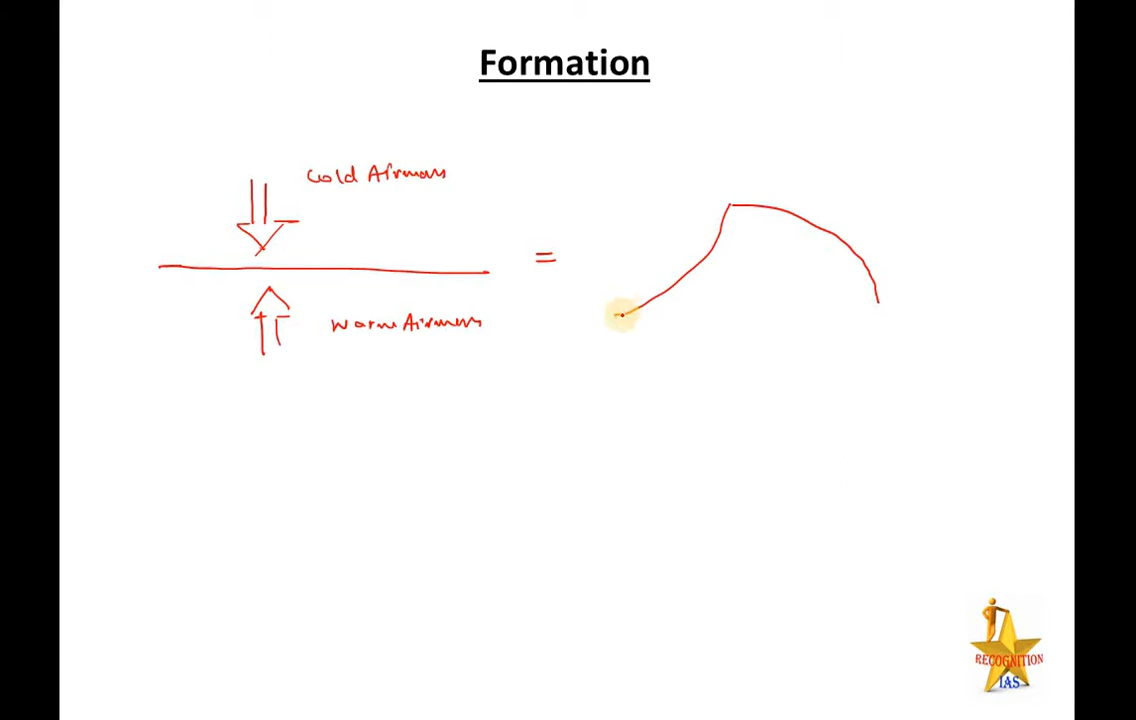 Formation
Cold Airmass
=
Warm Airmass
RECOGNITION
IAS